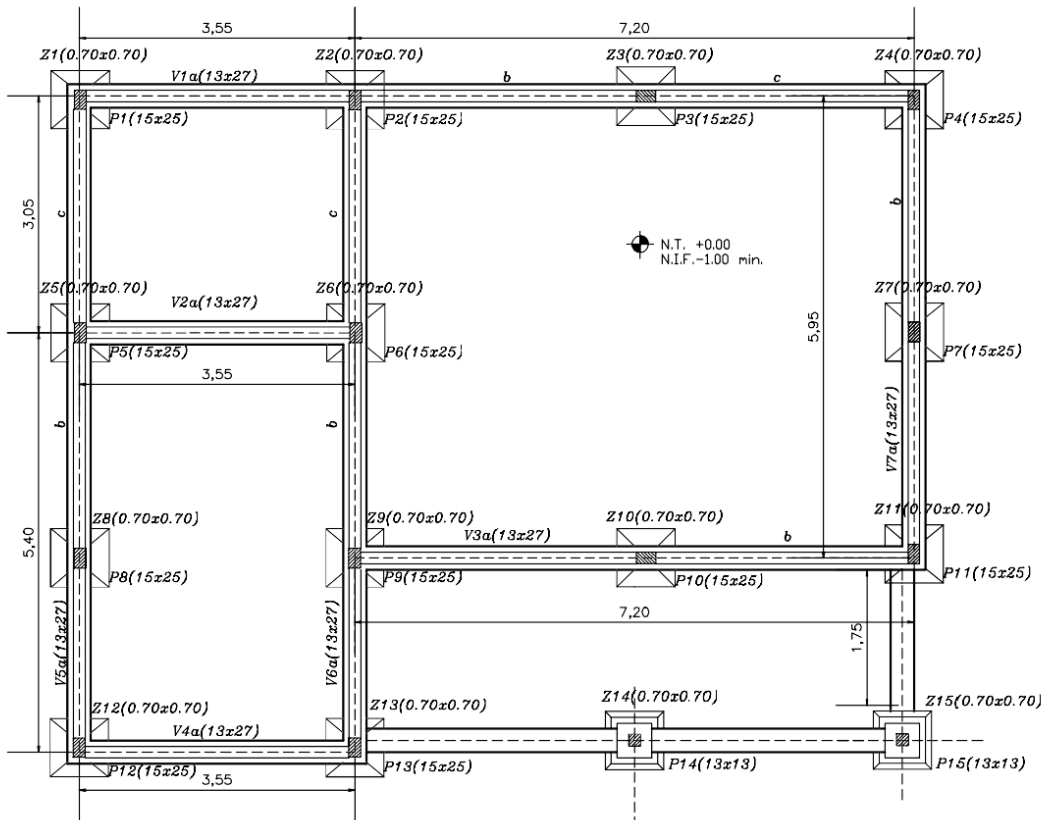 3,55
7,20
Z1(0.70x0.70)
Z2(0.70x0.70)
Z3(0.70x0.70)
Z4(0.70x0.70)
V1a(13x27)
b
c
P1(15x25)
P2(15x25)
P3(15x25)
P4(15x25)
3,05
c
c
b
N.T. +0.00
N.I.F.-1.00 min.
5,95
Z5(0.70x0.70)
V2a(13x27)
Z6(0.70x0.70)
Z7(0.70x0.70)
P5(15x25)
P6(15x25)
P7(15x25)
3,55
b
b
V7a(13x27)
5,40
Z8(0.70x0.70)
Z9(0.70x0.70)
V3a(13x27)
Z10(0.70x0.70)
b
Z11(0.70x0.70)
P8(15x25)
P9(15x25)
P10(15x25)
P11(15x25)
7,20
1,75
V5a(13x27)
V6a(13x27)
Z12(0.70x0.70)
V4a(13x27)
Z13(0.70x0.70)
Z14(0.70x0.70)
Z15(0.70x0.70)
P12(15x25)
P13(15x25)
P14(13x13)
P15(13x13)
3,55